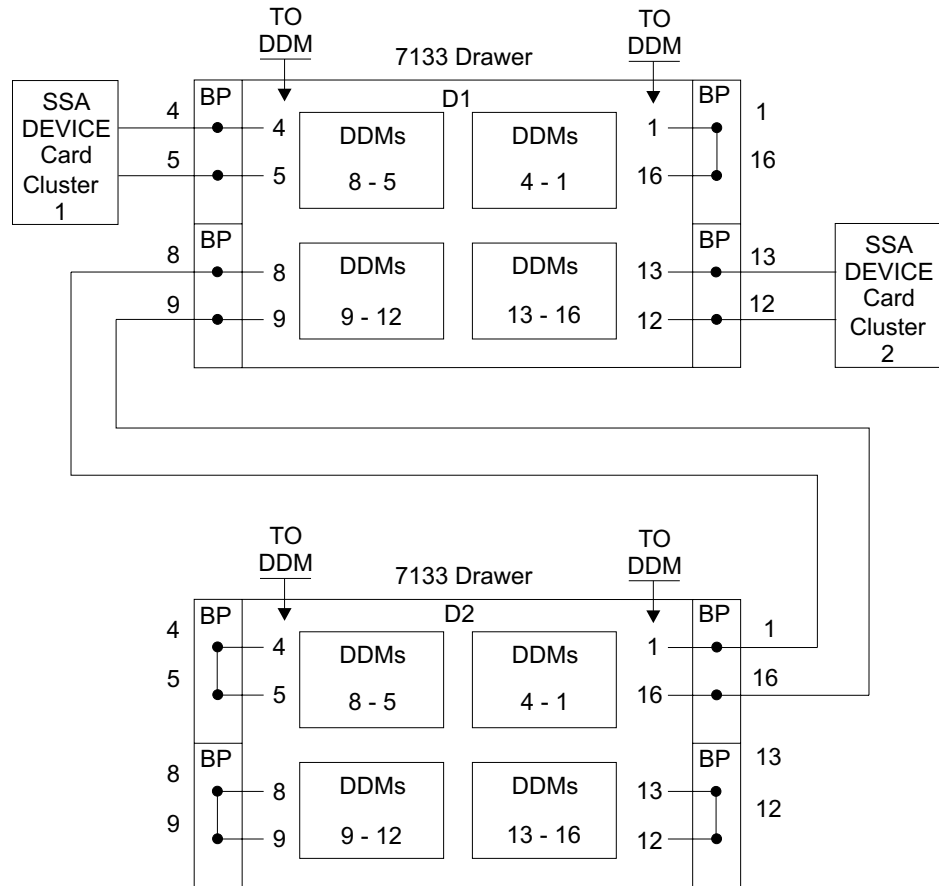 TO
DDM
TO
DDM
7133 Drawer
SSA
DEVICE
Card
Cluster
1
4
5
BP
D1
BP
1
16
4
5
DDMs
8 - 5
DDMs
4 - 1
1
16
8
9
BP
8
9
DDMs
9 - 12
DDMs
13 - 16
13
12
BP
13
12
SSA
DEVICE
Card
Cluster
2
TO
DDM
TO
DDM
7133 Drawer
4
5
BP
D2
BP
1
16
4
5
DDMs
8 - 5
DDMs
4 - 1
1
16
8
9
BP
8
9
DDMs
9 - 12
DDMs
13 - 16
13
12
BP
13
12